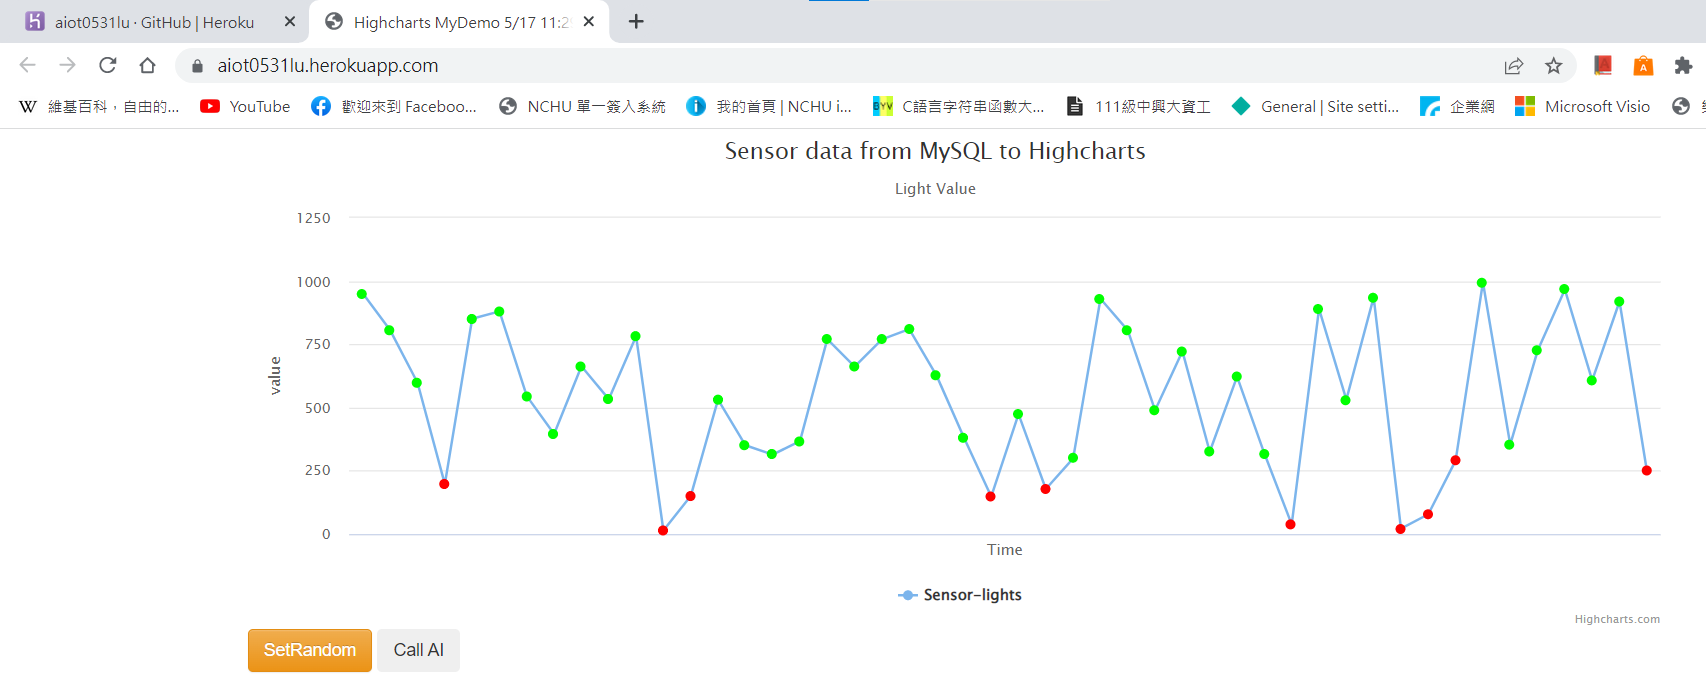 aiot0531lu · GitHub | Heroku
Highcharts MyDemo 5/17 11:2
aiot0531lu.herokuapp.com
維基百科，自由的...
YouTube
歡迎來到 Faceboo...
NCHU 單一簽入系統
我的首頁 | NCHU i...
BYV
C語言字符串函數大...
111級中興大資工
General | Site setti...
企業網
Microsoft Visio
Sensor data from MySQL to Highcharts
Light Value
1250
1000
750
500
250
0
value
Time
Sensor-lights
Highcharts.com
SetRandom
Call AI